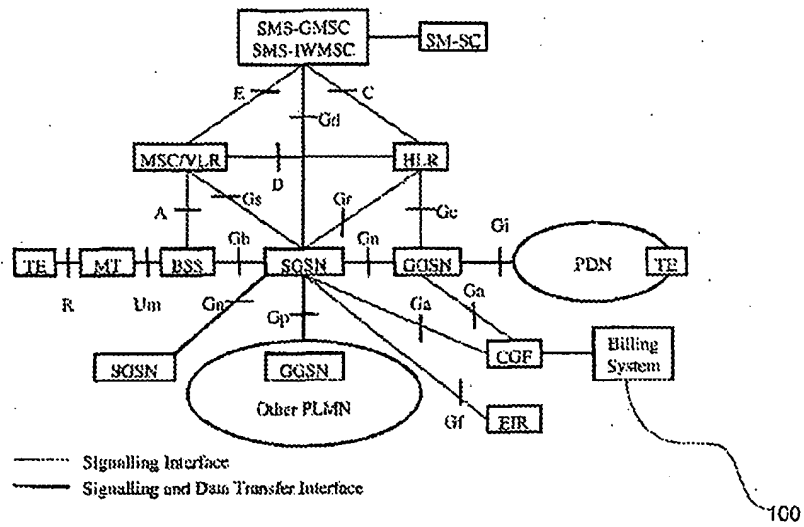 SMS-GMSC
SMS-IWMSC
SM-SC
E
C
Gd
MSC/VLR
HLR
D
A
Gs
Gr
Gc
Gi
TE
MT
BSS
Gb
SGSN
Gn
GGSN
PDN
TE
R
Um
Gn
Gp
Ga
Ga
SGSN
GGSN
Other PLMN
CGF
Billing
System
Gf
EIR
Signalling Interface
Signalling and Data Transfer Interface
100